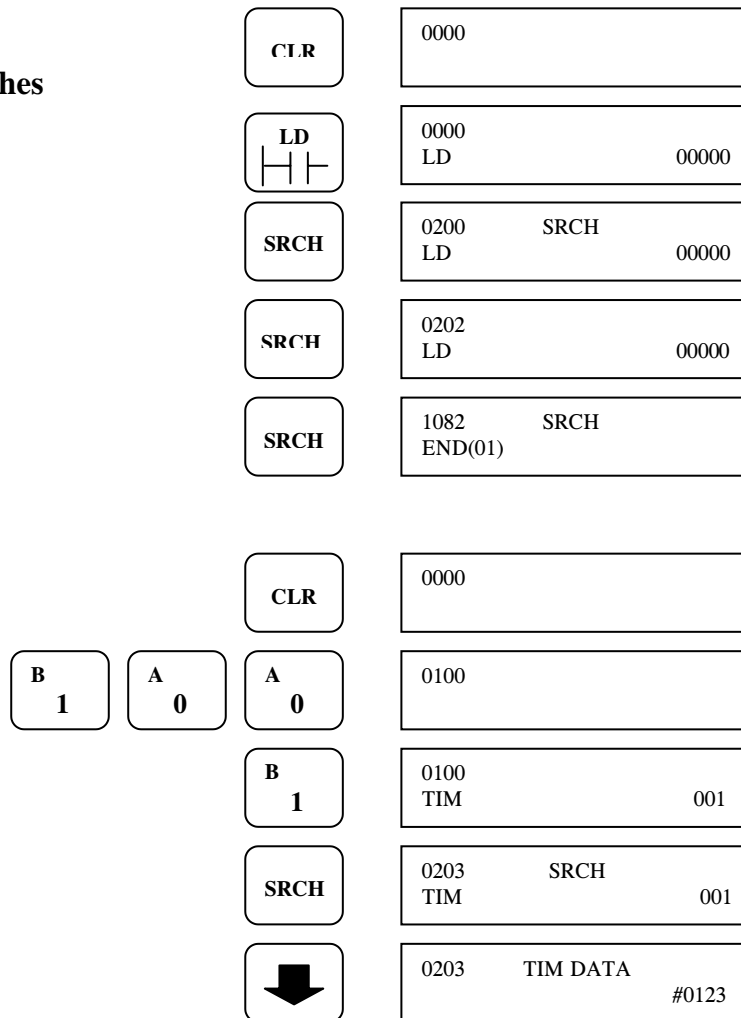 CLR
0000
hes
LD
0000
LD 00000
SRCH
0200 SRCH
LD 00000
SRCH
0202
LD 00000
SRCH
1082 SRCH
END(01)
CLR
0000
B
1
A
0
A
0
0100
B
1
0100
TIM 001
SRCH
0203 SRCH
TIM 001
0203 TIM DATA
#0123